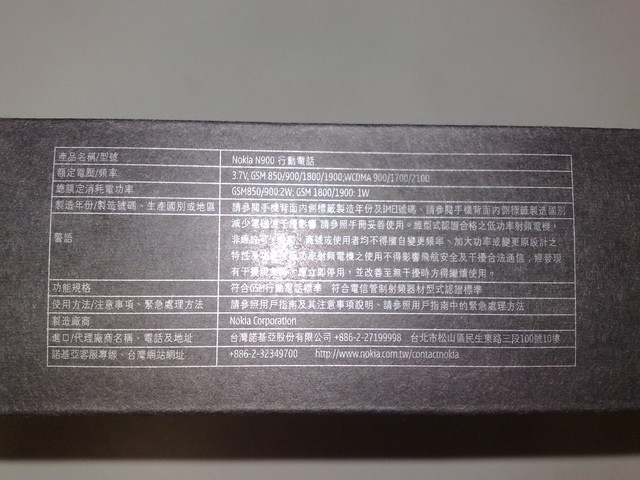 產品名稱/型號 Nokia N900 行動電話
額定電壓/頻率 3.7V, GSM 850/900/1800/1900,WCDMA 900/1700/2100
總額定消耗電功率 GSM850/900:2W; GSM 1800/1900: 1W
製造年份/製造號碼、生產國別或地區 請參閱手機背面內側標籤製造年份及IMEI號碼、請參閱手機背面內側標籤製造國別
警語 減少電磁波影響 請參照手冊妥善使用。經型式認證合格之低功率射頻電機,
非經許可 商號或使用者均不得擅自變更頻率、加大功率或變更原設計之
特性 功率射頻電機之使用不得影響飛航安全及干擾合法通信;經發現
有干擾 應立即停用,並改善至無干擾時方得繼續使用。
功能規格 符合GSM行動電話標準 符合電信管制射頻器材型式認證標準
使用方法/注意事項、緊急處理方法 請參照用戶指南及其注意事項說明、請參照用戶指南中的緊急處理方法
製造廠商 Nokia Corporation
進口/代理廠商名稱、電話及地址 台灣諾基亞股份有限公司 +886-2-27199998 台北市松山區民生東路三段100號10樓
諾基亞客服專線、台灣網站網址 +886-2-32349700 http://www.nokia.com.tw/contactnokia